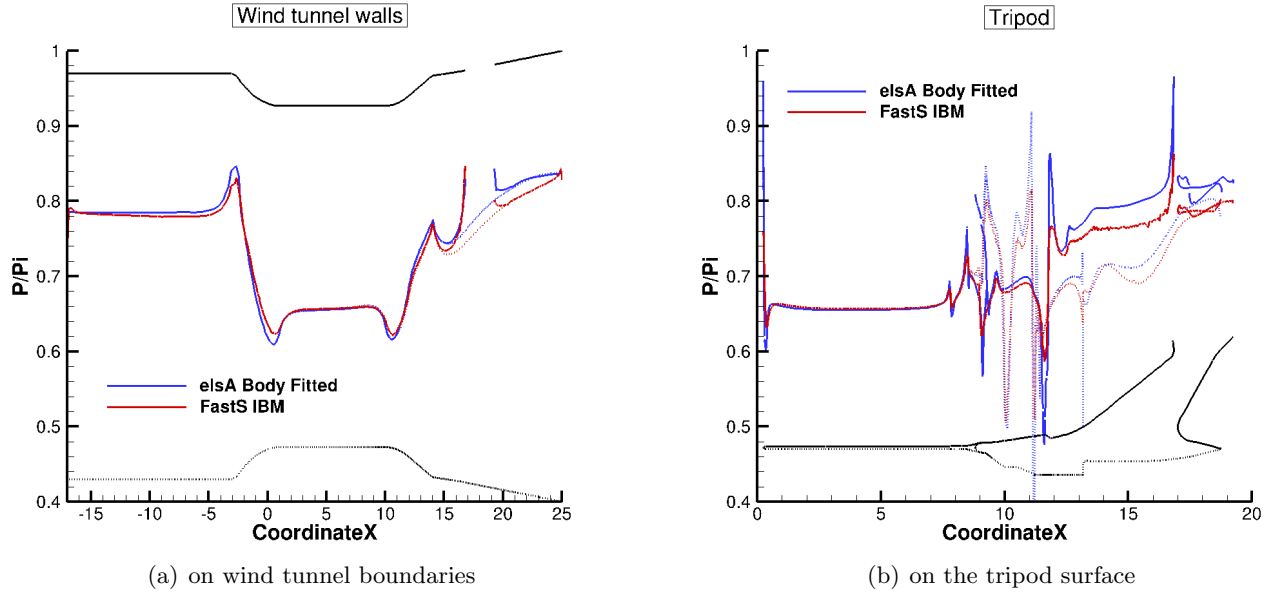 Wind tunnel walls
1
0.9
0.8
0.7
0.6
0.5
0.4
P/Pi
elsA Body Fitted
FastS IBM
-15 -10 -5 0 5 10 15 20 25
CoordinateX
(a) on wind tunnel boundaries
Tripod
1
0.9
0.8
0.7
0.6
0.5
0.4
P/Pi
elsA Body Fitted
FastS IBM
0 5 10 15 20
CoordinateX
(b) on the tripod surface